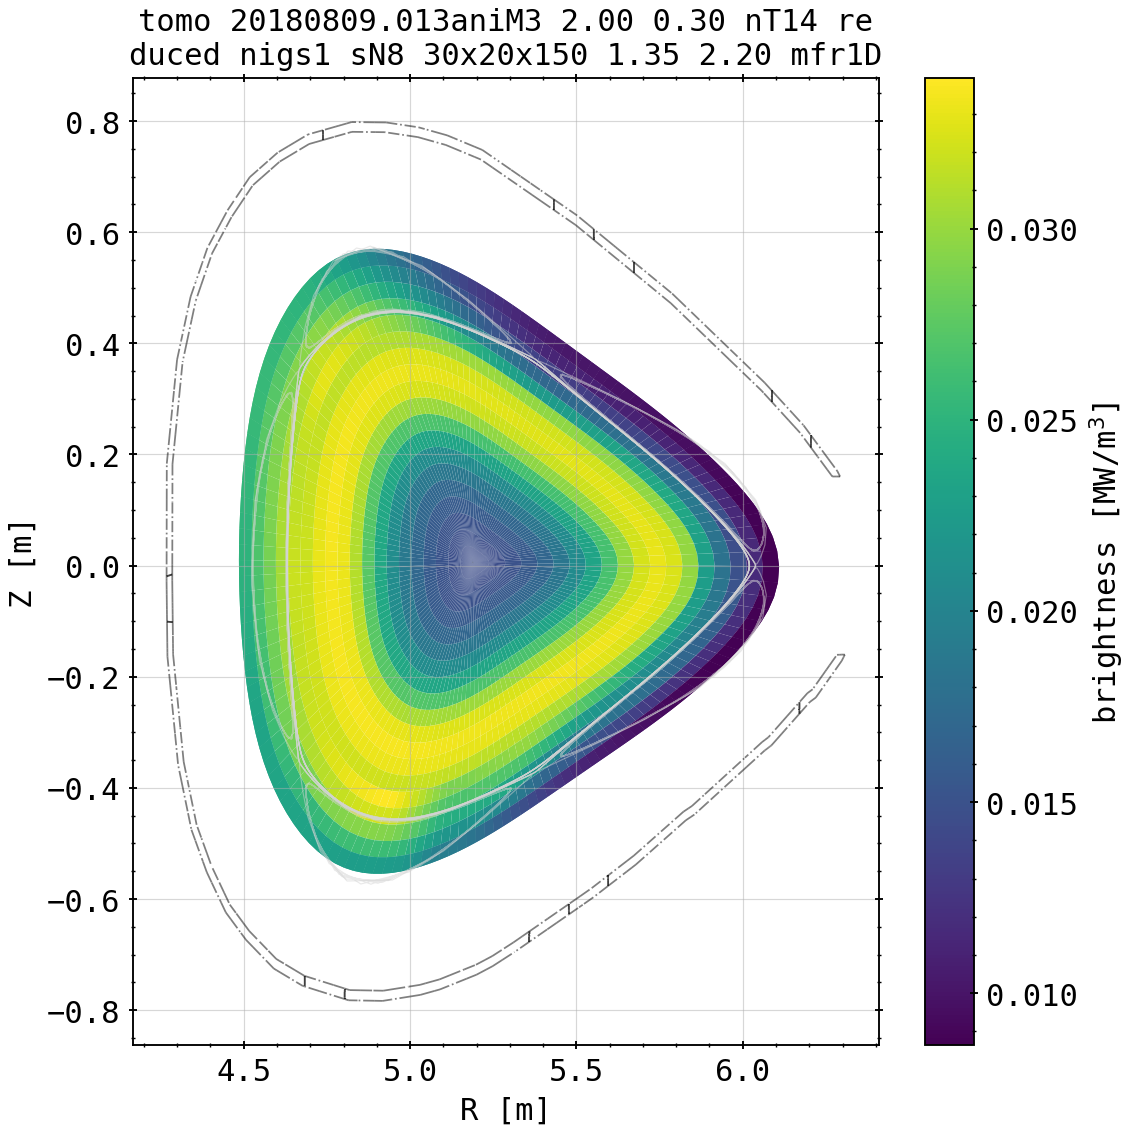 tomo 20180809.013aniM3 2.00 0.30 nT14 re
duced nigs1 sN8 30x20x150 1.35 2.20 mfr1D
0.8
0.6
0.4
0.2
0.0
−0.2
−0.4
−0.6
−0.8
Z [m]
4.5 5.0 5.5 6.0
R [m]
0.030
0.025
0.020
0.015
0.010
brightness [MW/m³]